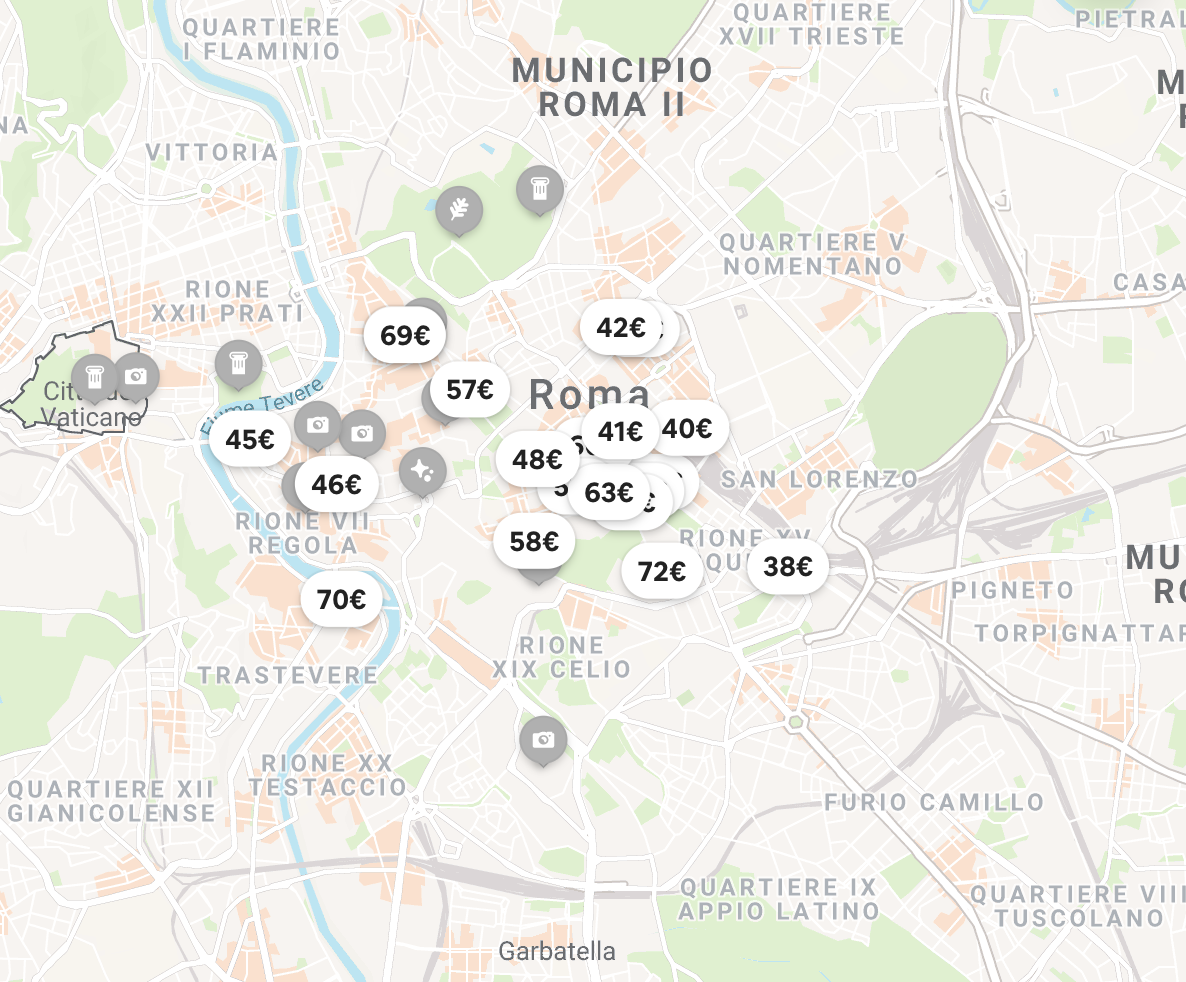 QUARTIERE
I FLAMINIO
QUARTIERE
XVII TRIESTE
PIETRAL
MUNICIPIO
ROMA II
M
NA
VITTORIA
QUARTIERE V
NOMENTANO
CASA
RIONE
XXII PRATI
69€
42€
Città del
Vaticano
Fiume Tevere
57€
Roma
45€
41€
40€
48€
46€
5
63€
€
SAN LORENZO
RIONE VII
REGOLA
58€
RIONE XV
QU
72€
38€
MU
RO
70€
PIGNETO
TORPIGNATTAR
RIONE
XIX CELIO
TRASTEVERE
RIONE XX
TESTACCIO
QUARTIERE XII
GIANICOLENSE
FURIO CAMILLO
QUARTIERE IX
APPIO LATINO
QUARTIERE VIII
TUSCOLANO
Garbatella